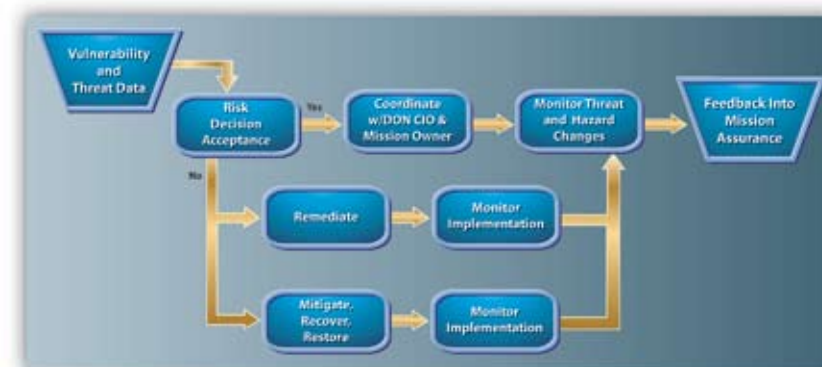 Vulnerability
and
Threat Data
Risk
Decision
Acceptance
Yes
Coordinate
w/DON CIO &
Mission Owner
Monitor Threat
and Hazard
Changes
Feedback Into
Mission
Assurance
No
Remediate
Monitor
Implementation
Mitigate,
Recover,
Restore
Monitor
Implementation